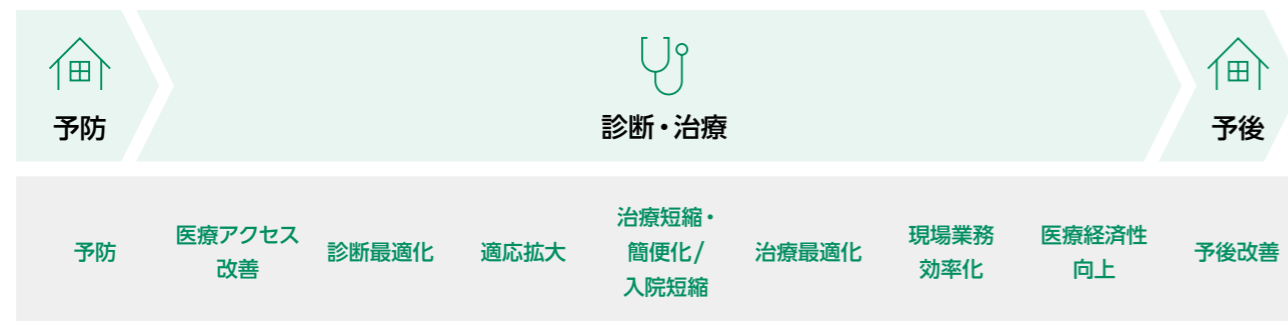 予防
診断・治療
予後
予防
医療アクセス
改善
診断最適化
適応拡大
治療短縮・
簡便化/
入院短縮
治療最適化
現場業務
効率化
医療経済性
向上
予後改善